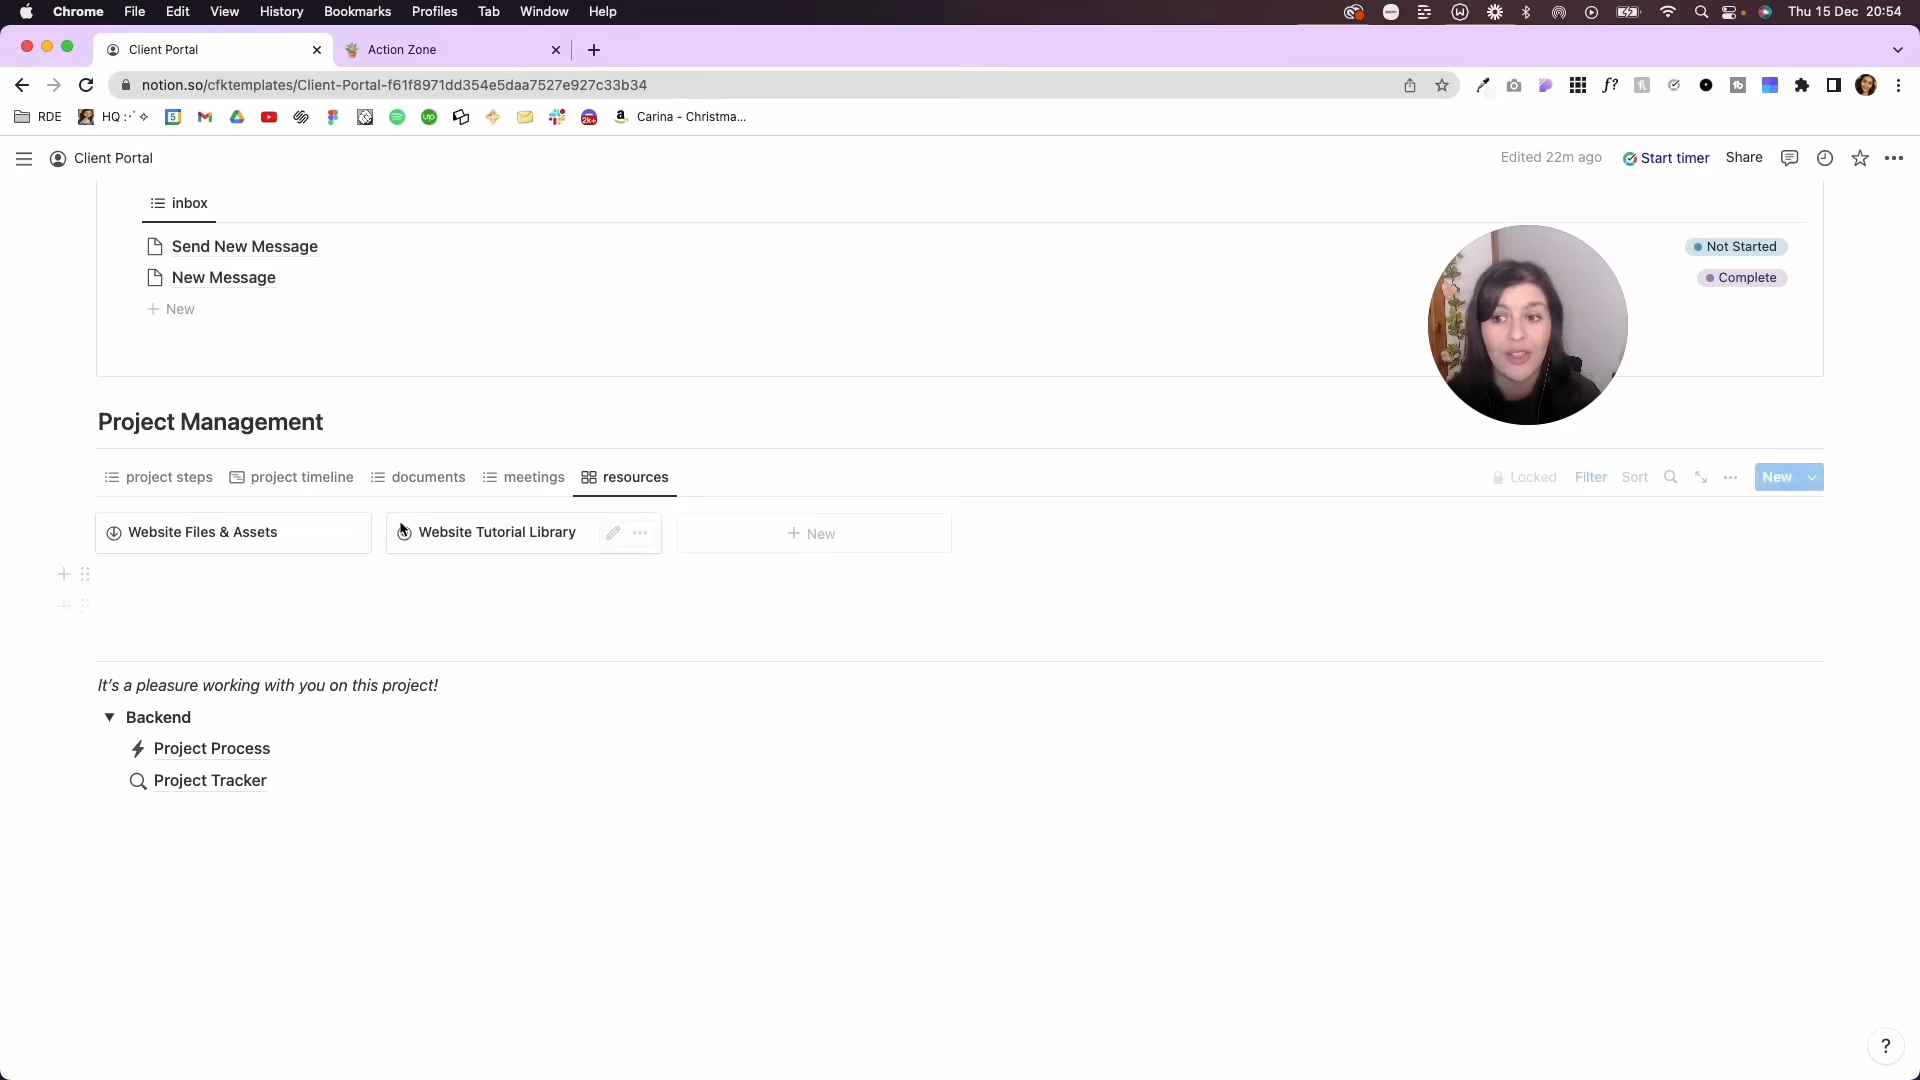 Chrome File Edit View History Bookmarks Profiles Tab Window Help Thu 15 Dec 20:54
Client Portal Action Zone
notion.so/cfktemplates/Client-Portal-f61f8971dd354e5daa7527e927c33b34
RDE HQ :·˙✧ Carina - Christma...
Client Portal Edited 22m ago Start timer Share
inbox
Send New Message Not Started
New Message Complete
+ New
Project Management
project steps project timeline documents meetings resources Locked Filter Sort New
Website Files & Assets Website Tutorial Library + New
It's a pleasure working with you on this project!
Backend
Project Process
Project Tracker
?